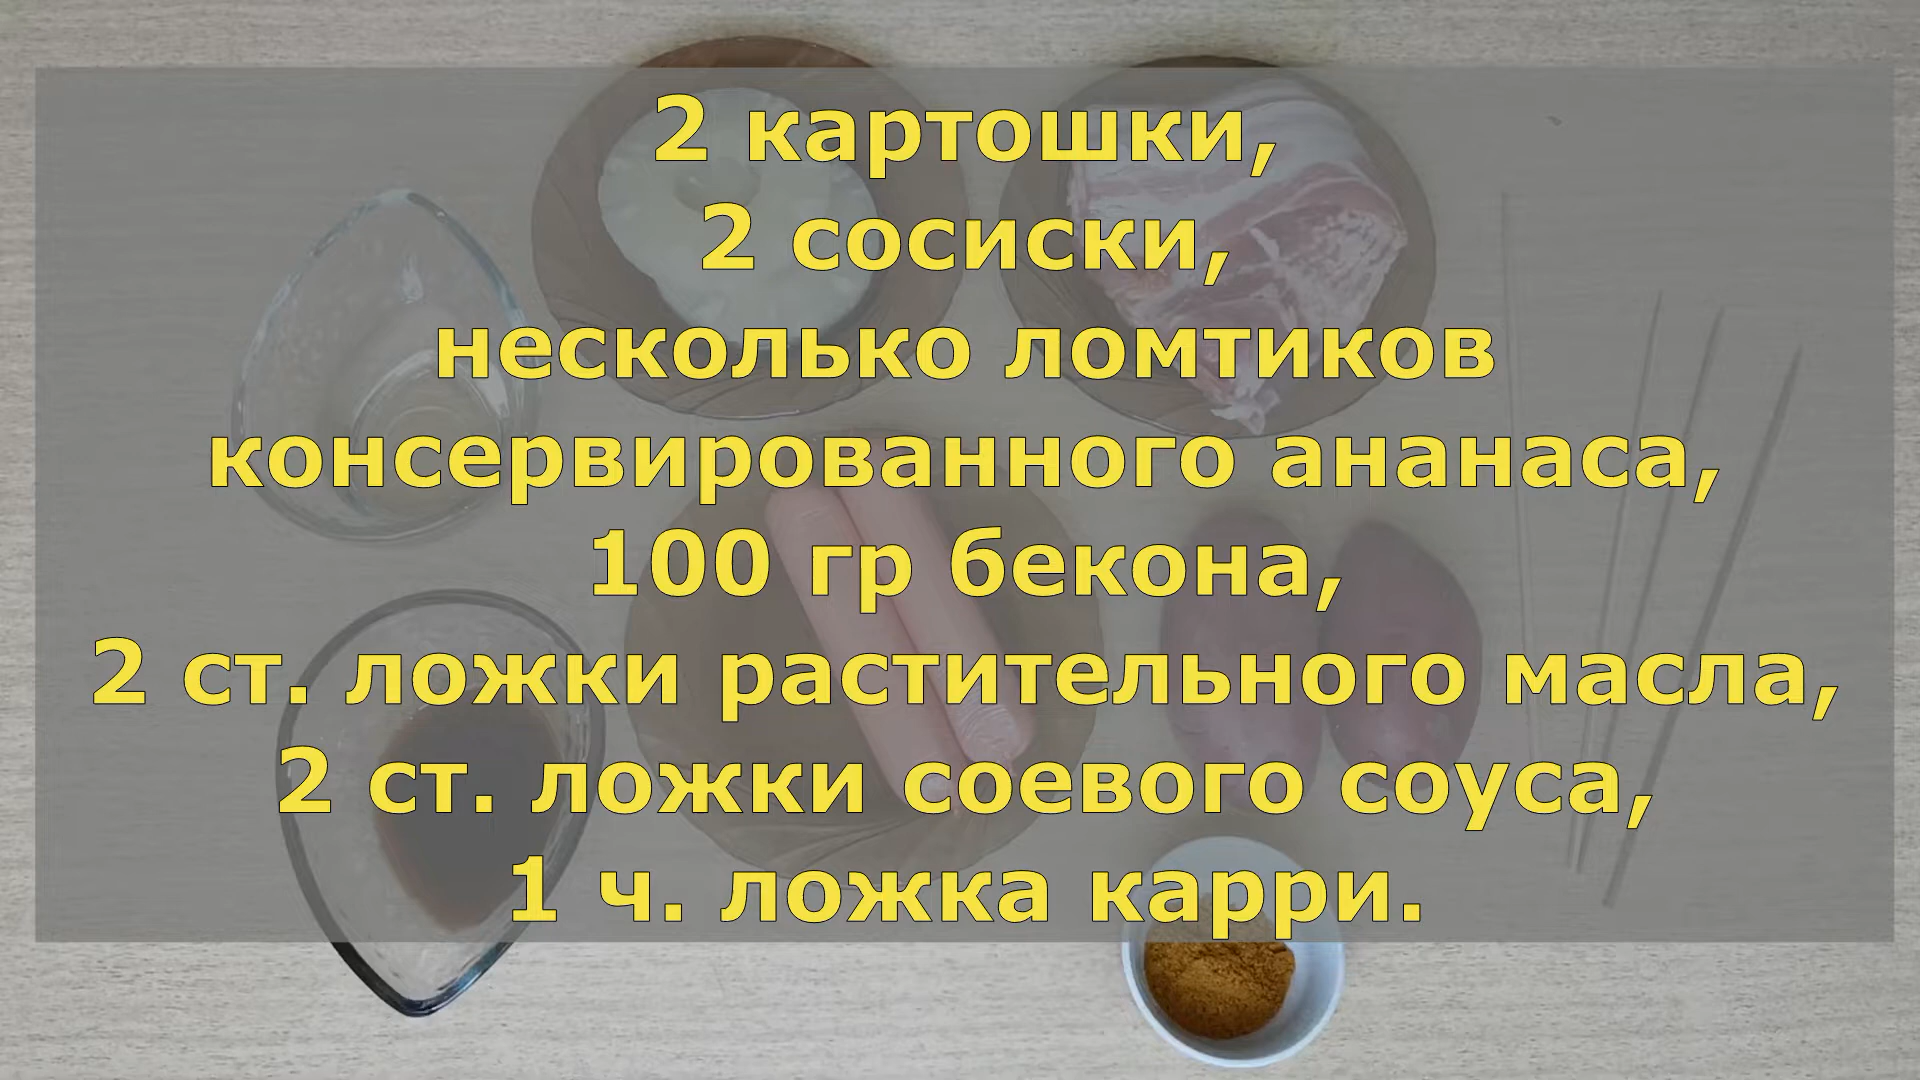 2 картошки,
2 сосиски,
несколько ломтиков
консервированного ананаса,
100 гр бекона,
2 ст. ложки растительного масла,
2 ст. ложки соевого соуса,
1 ч. ложка карри.